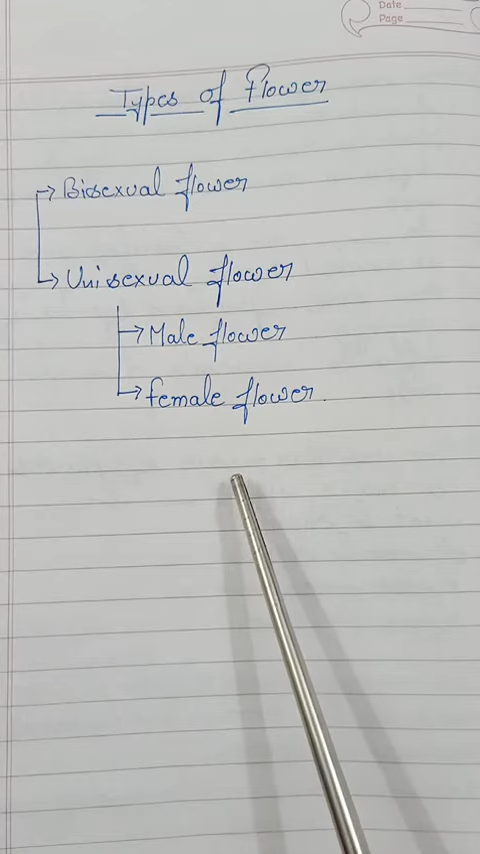 Date
Page
Types of Flower
→ Bisexual flower
→ Unisexual flower
→ Male flower
→ female flower.